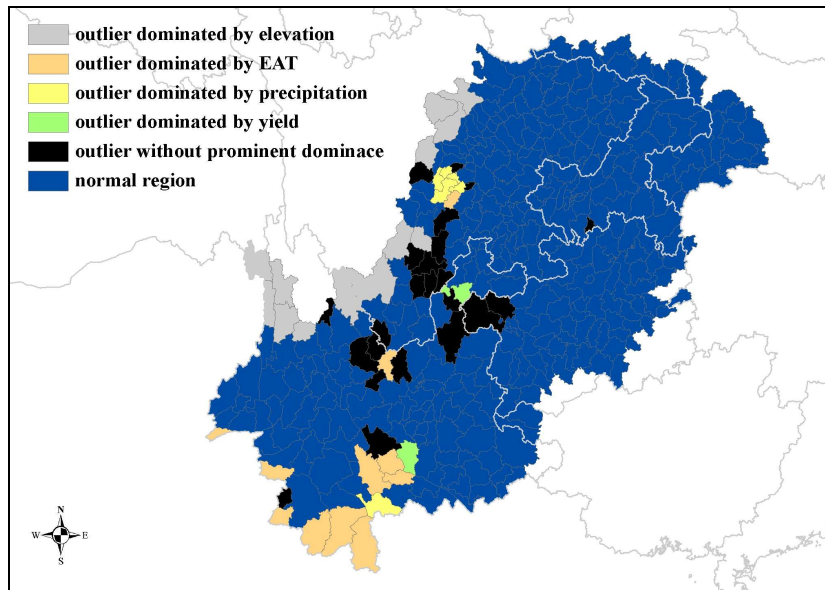 outlier dominated by elevation
outlier dominated by EAT
outlier dominated by precipitation
outlier dominated by yield
outlier without prominent dominace
normal region
N
W E
S